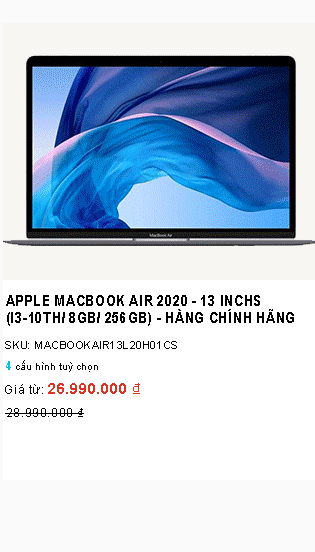 MacBook Air
APPLE MACBOOK AIR 2020 - 13 INCHS
(I3-10TH/ 8GB/ 256GB) - HÀNG CHÍNH HÃNG
SKU: MACBOOKAIR13L20H01CS
4 cấu hình tuỳ chọn
Giá từ: 26.990.000 đ
28.990.000 đ